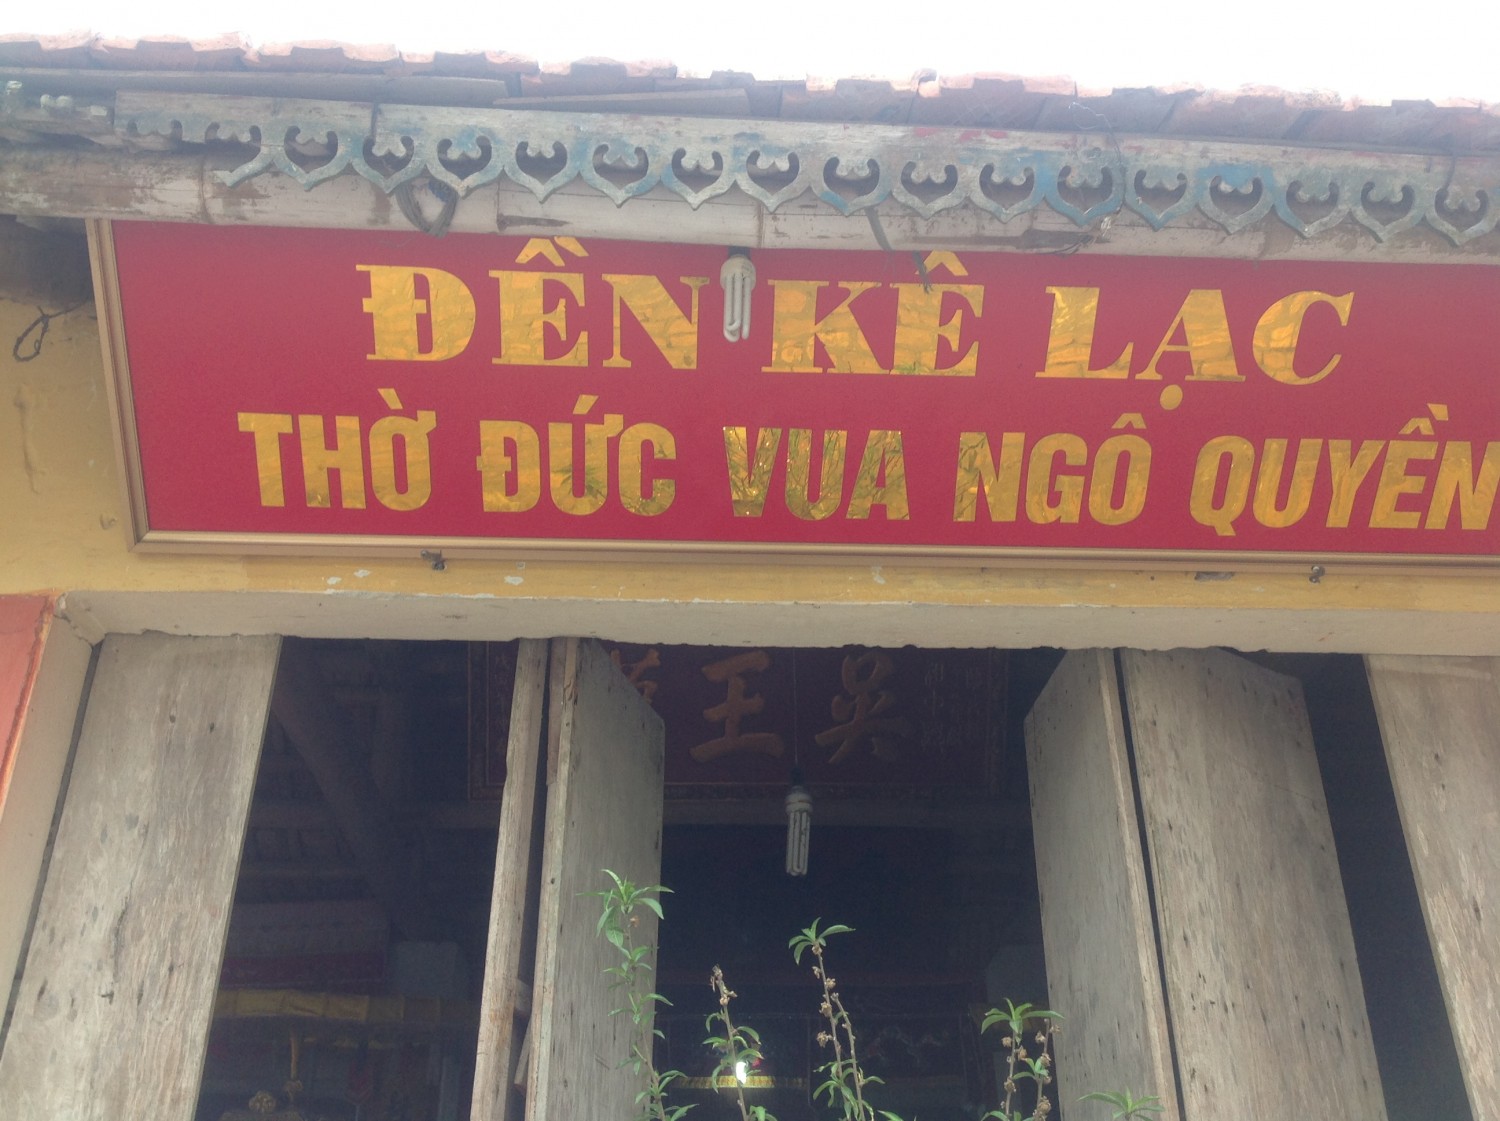 ĐỀN KÊ LẠC
THỜ ĐỨC VUA NGÔ QUYỀN
吳王